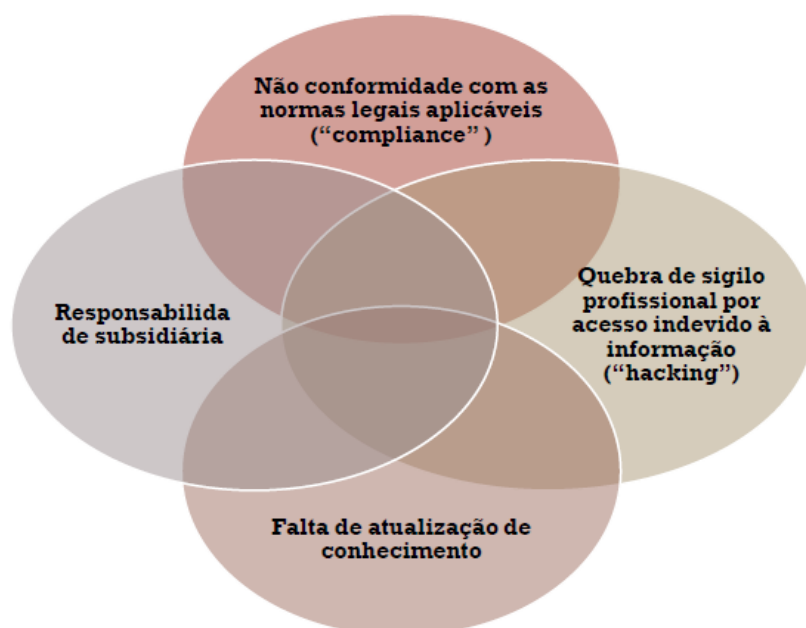 Não conformidade com as
normas legais aplicáveis
(“compliance” )
Responsabilida
de subsidiária
Quebra de sigilo
profissional por
acesso indevido à
informação
(“hacking”)
Falta de atualização de
conhecimento